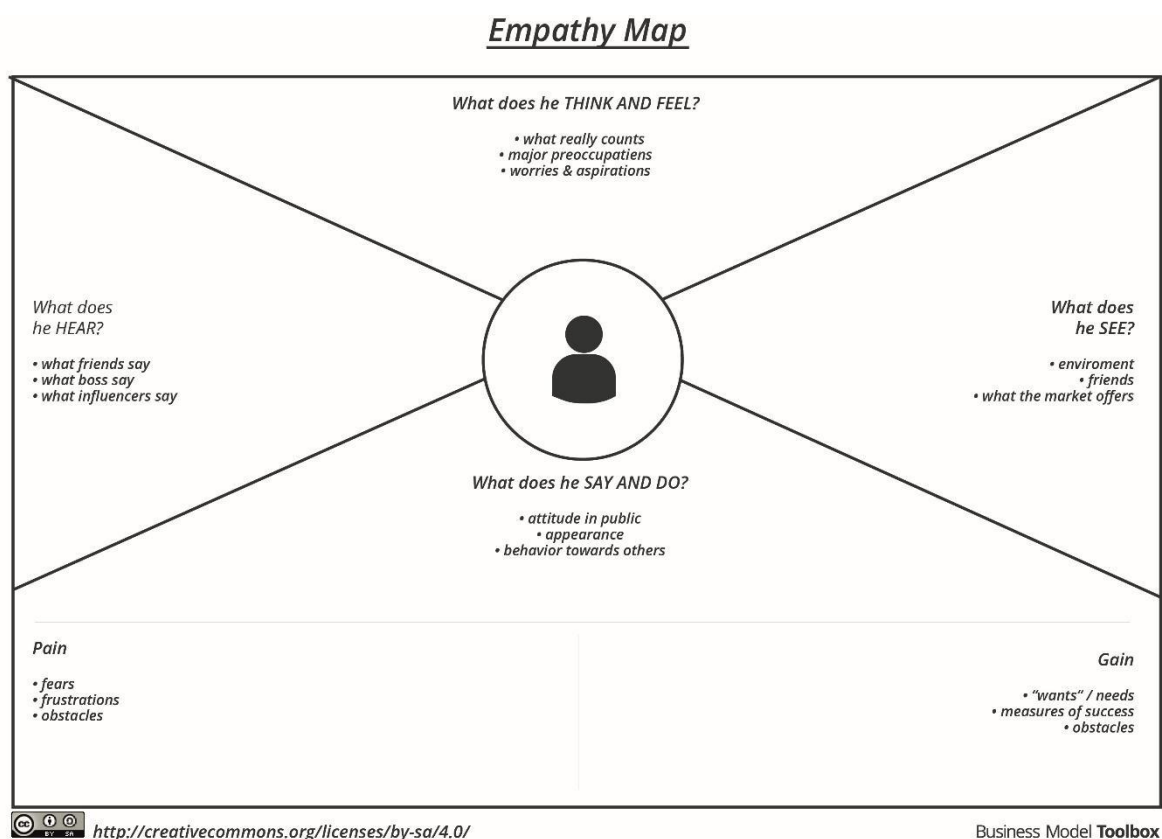 Empathy Map
What does he THINK AND FEEL?
• what really counts
• major preoccupatiens
• worries & aspirations
What does
he HEAR?
• what friends say
• what boss say
• what influencers say
What does
he SEE?
• enviroment
• friends
• what the market offers
What does he SAY AND DO?
• attitude in public
• appearance
• behavior towards others
Pain
• fears
• frustrations
• obstacles
Gain
• “wants” / needs
• measures of success
• obstacles
cc BY SA
http://creativecommons.org/licenses/by-sa/4.0/
Business Model Toolbox